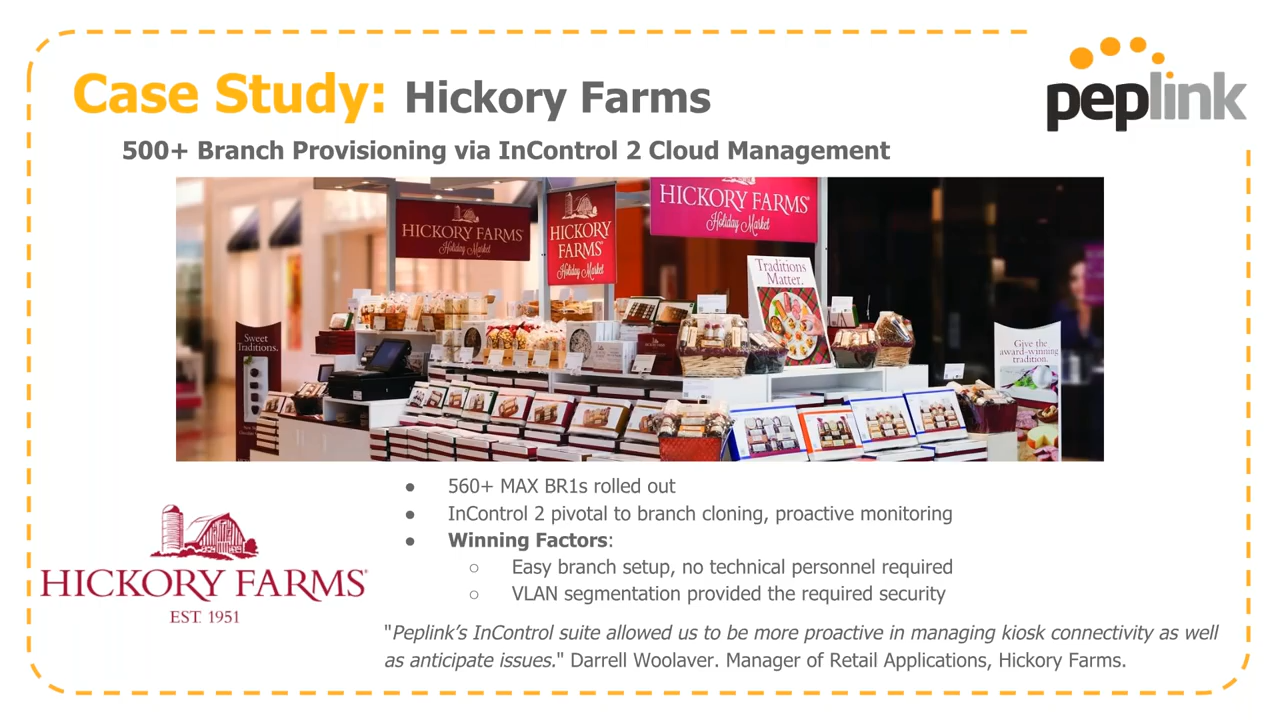 Case Study: Hickory Farms
peplink
500+ Branch Provisioning via InControl 2 Cloud Management
HICKORY FARMS
Holiday Market
HICKORY
FARMS
Holiday Market
HICKORY FARMS
Holiday Market
Traditions
Matter.
Sweet
Traditions.
Give the
award-winning
tradition.
● 560+ MAX BR1s rolled out
● InControl 2 pivotal to branch cloning, proactive monitoring
● Winning Factors:
○ Easy branch setup, no technical personnel required
○ VLAN segmentation provided the required security
HICKORY FARMS®
EST. 1951
"Peplink’s InControl suite allowed us to be more proactive in managing kiosk connectivity as well
as anticipate issues." Darrell Woolaver. Manager of Retail Applications, Hickory Farms.